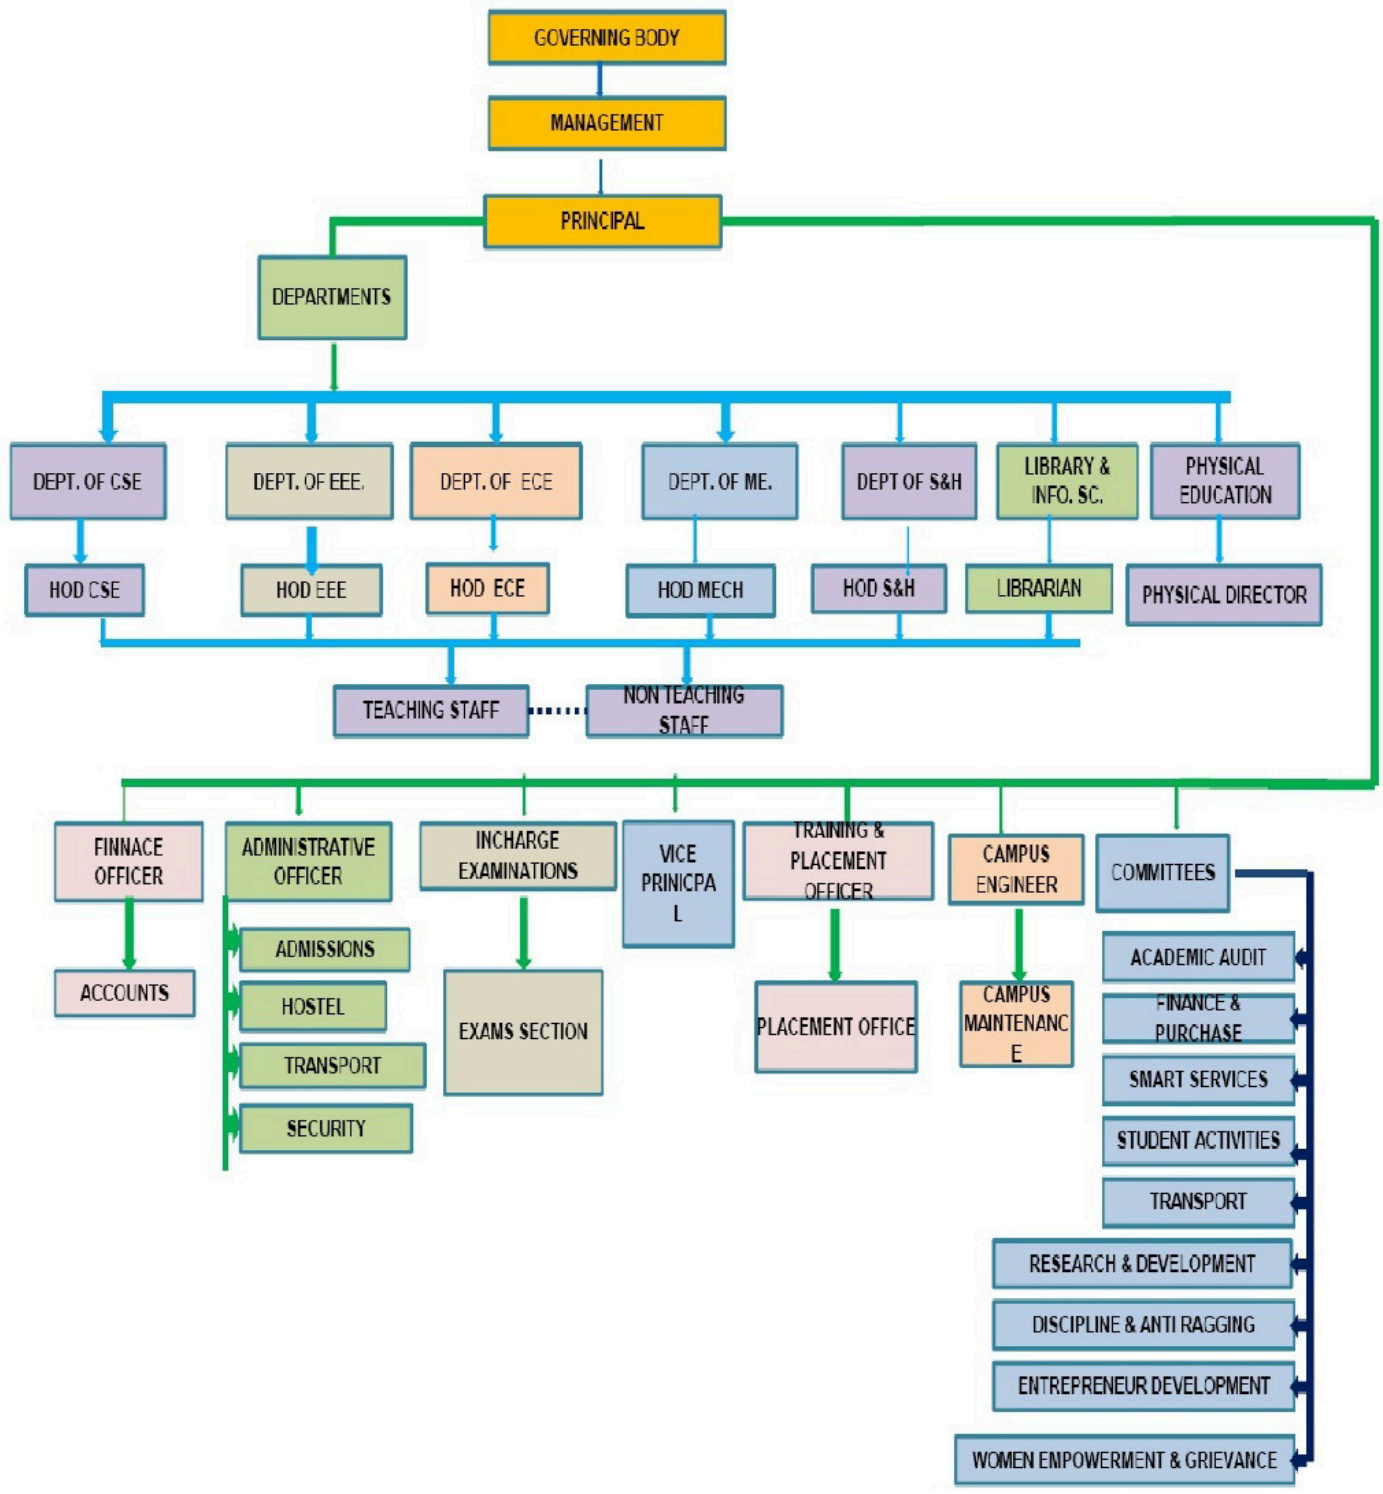 GOVERNING BODY
MANAGEMENT
PRINCIPAL
DEPARTMENTS
DEPT. OF CSE
DEPT. OF EEE.
DEPT. OF ECE
DEPT. OF ME.
DEPT OF S&H
LIBRARY &
INFO. SC.
PHYSICAL
EDUCATION
HOD CSE
HOD EEE
HOD ECE
HOD MECH
HOD S&H
LIBRARIAN
PHYSICAL DIRECTOR
TEACHING STAFF
NON TEACHING
STAFF
FINNACE
OFFICER
ADMINISTRATIVE
OFFICER
INCHARGE
EXAMINATIONS
VICE
PRINICPA
L
TRAINING &
PLACEMENT
OFFICER
CAMPUS
ENGINEER
COMMITTEES
ACCOUNTS
ADMISSIONS
HOSTEL
TRANSPORT
SECURITY
EXAMS SECTION
PLACEMENT OFFICE
CAMPUS
MAINTENANC
E
ACADEMIC AUDIT
FINANCE &
PURCHASE
SMART SERVICES
STUDENT ACTIVITIES
TRANSPORT
RESEARCH & DEVELOPMENT
DISCIPLINE & ANTI RAGGING
ENTREPRENEUR DEVELOPMENT
WOMEN EMPOWERMENT & GRIEVANCE